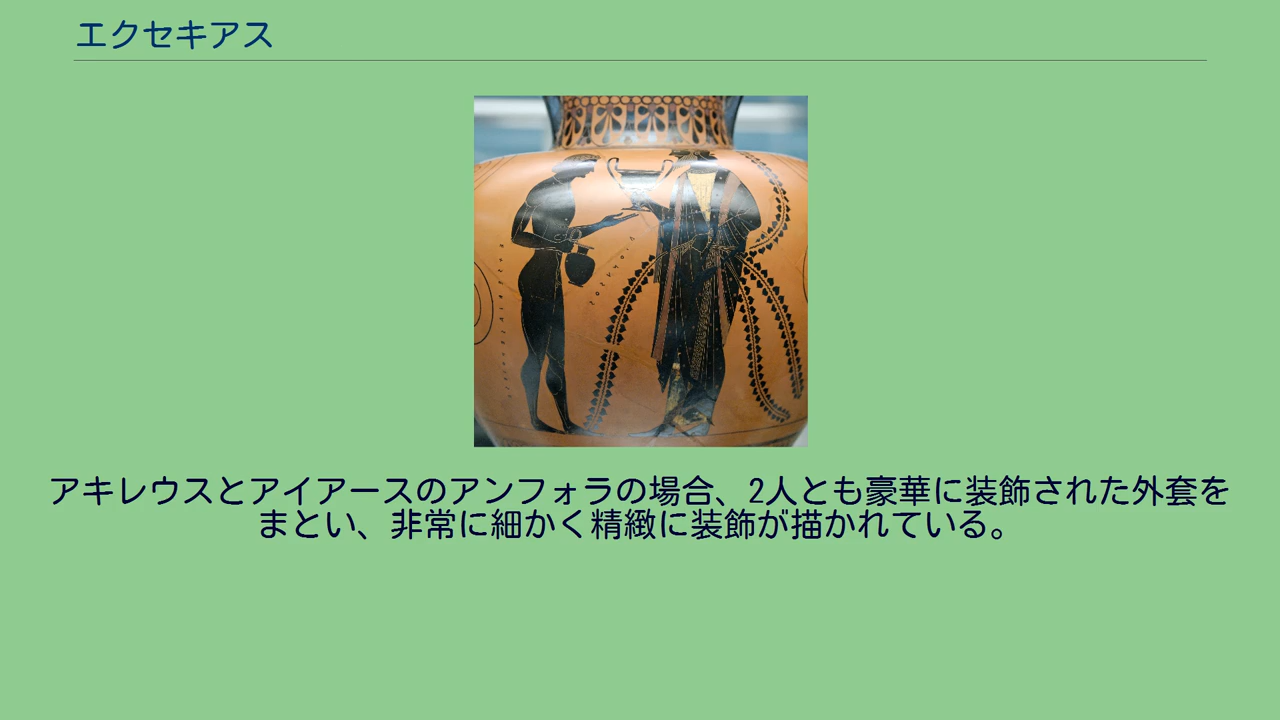 エクセキアス
アキレウスとアイアースのアンフォラの場合、2人とも豪華に装飾された外套を
まとい、非常に細かく精緻に装飾が描かれている。